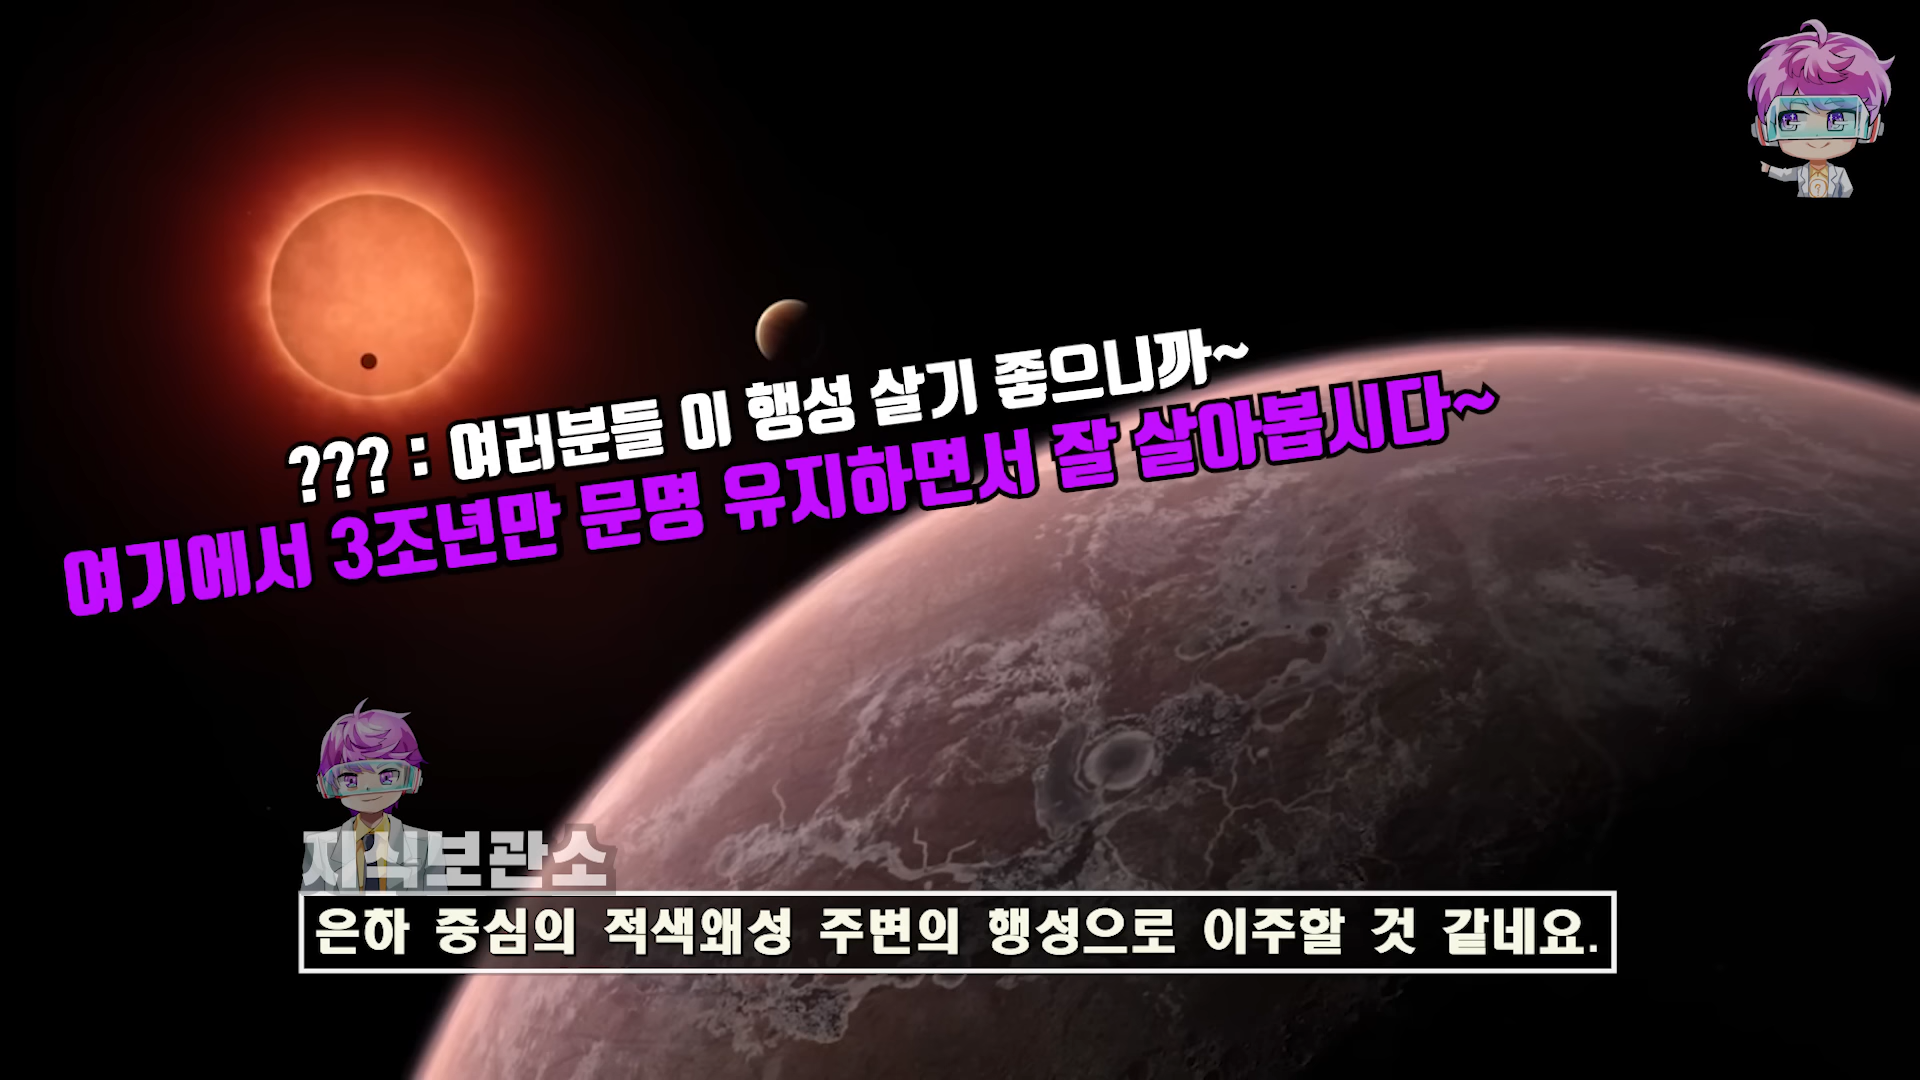 ??? : 여러분들 이 행성 살기 좋으니까~
여기에서 3조년만 문명 유지하면서 잘 살아봅시다~
지식보관소
은하 중심의 적색왜성 주변의 행성으로 이주할 것 같네요.